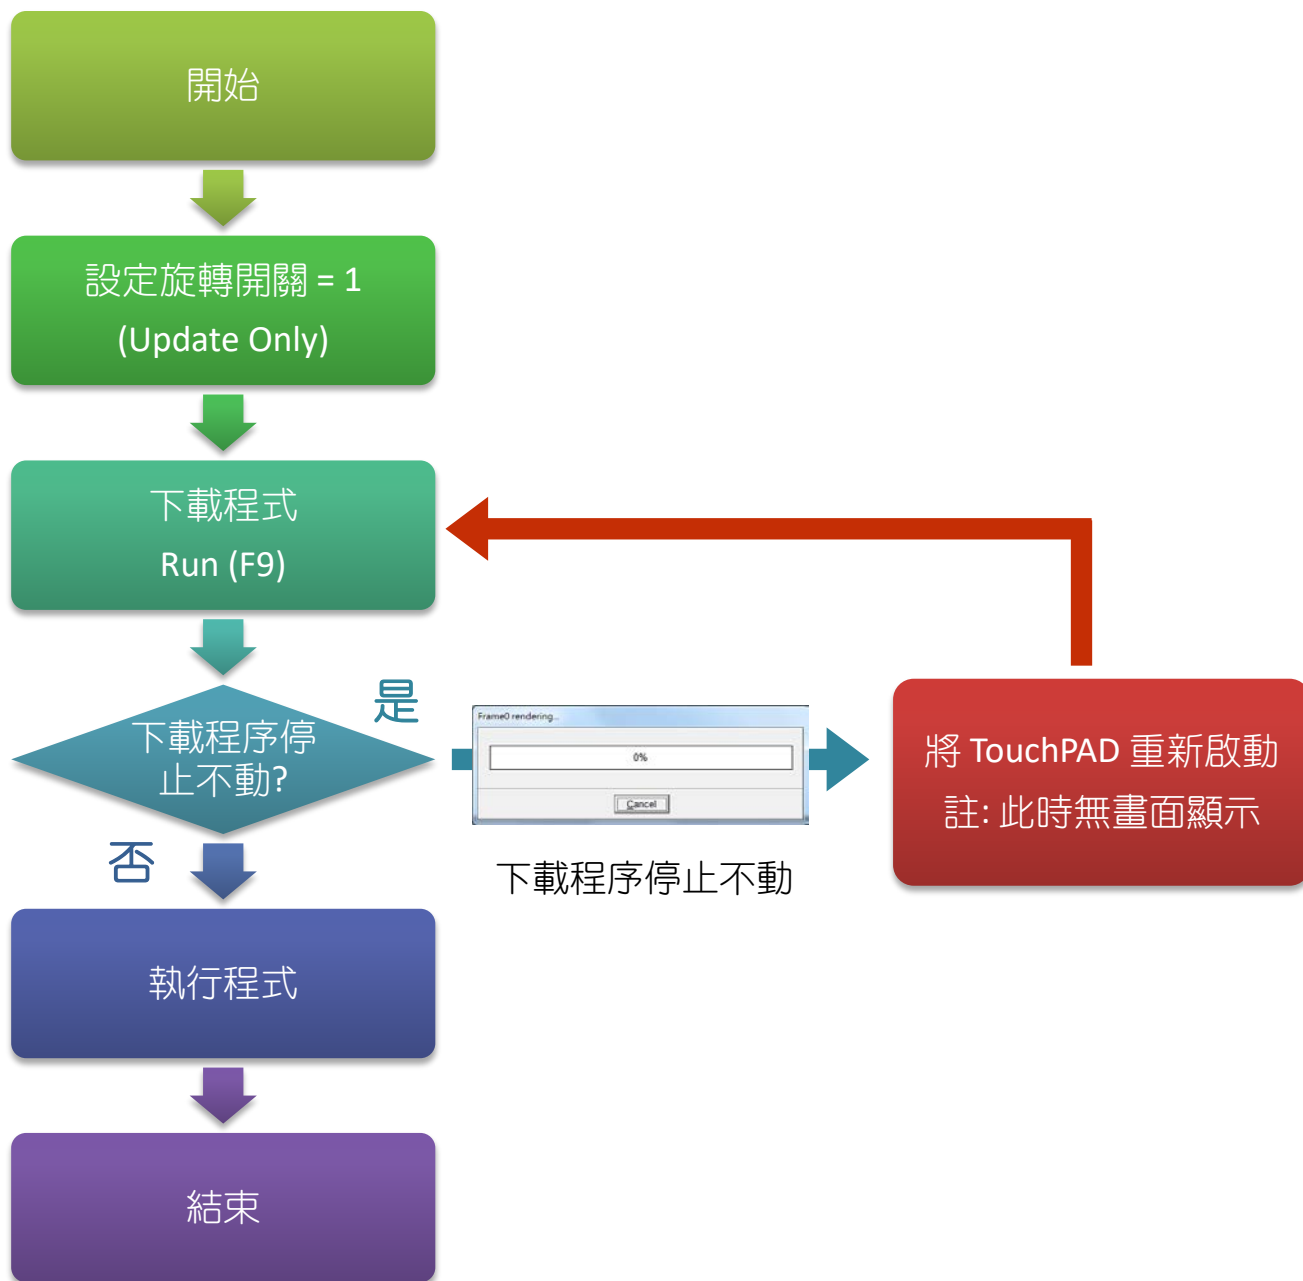 開始
設定旋轉開關 = 1
(Update Only)
下載程式
Run (F9)
下載程序停
止不動?
是
Frame0 rendering...
0%
Cancel
下載程序停止不動
將 TouchPAD 重新啟動
註: 此時無畫面顯示
否
執行程式
結束